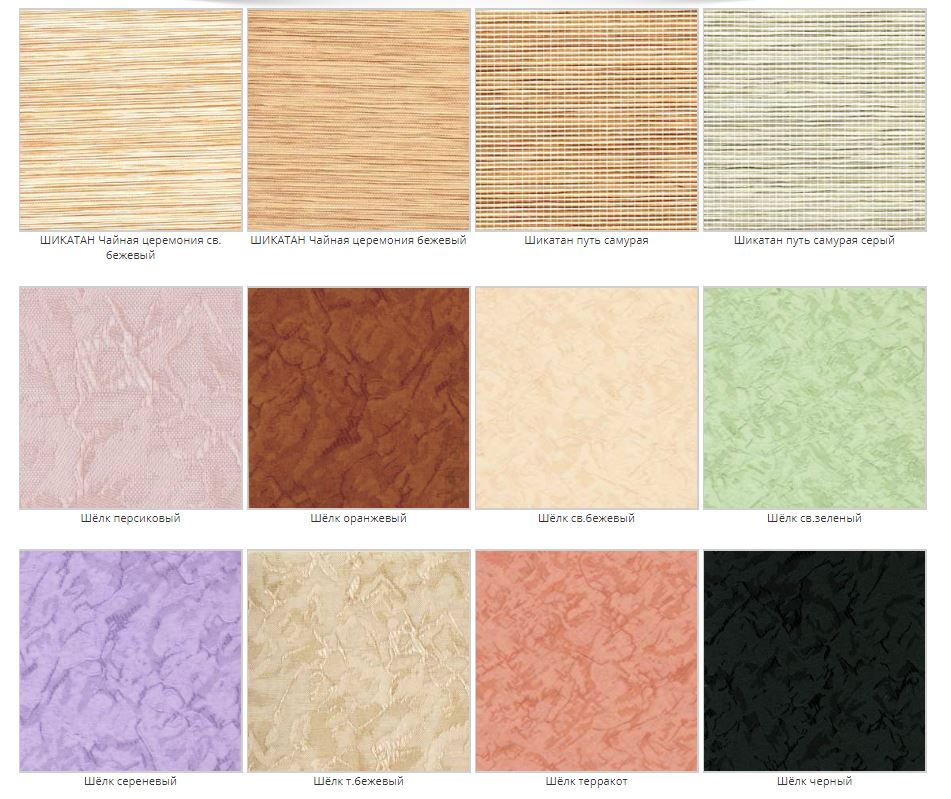 ШИКАТАН Чайная церемония св.
бежевый
ШИКАТАН Чайная церемония бежевый
Шикатан путь самурая
Шикатан путь самурая серый
Шёлк персиковый
Шёлк оранжевый
Шёлк св.бежевый
Шёлк св.зеленый
Шёлк сереневый
Шёлк т.бежевый
Шёлк терракот
Шёлк черный